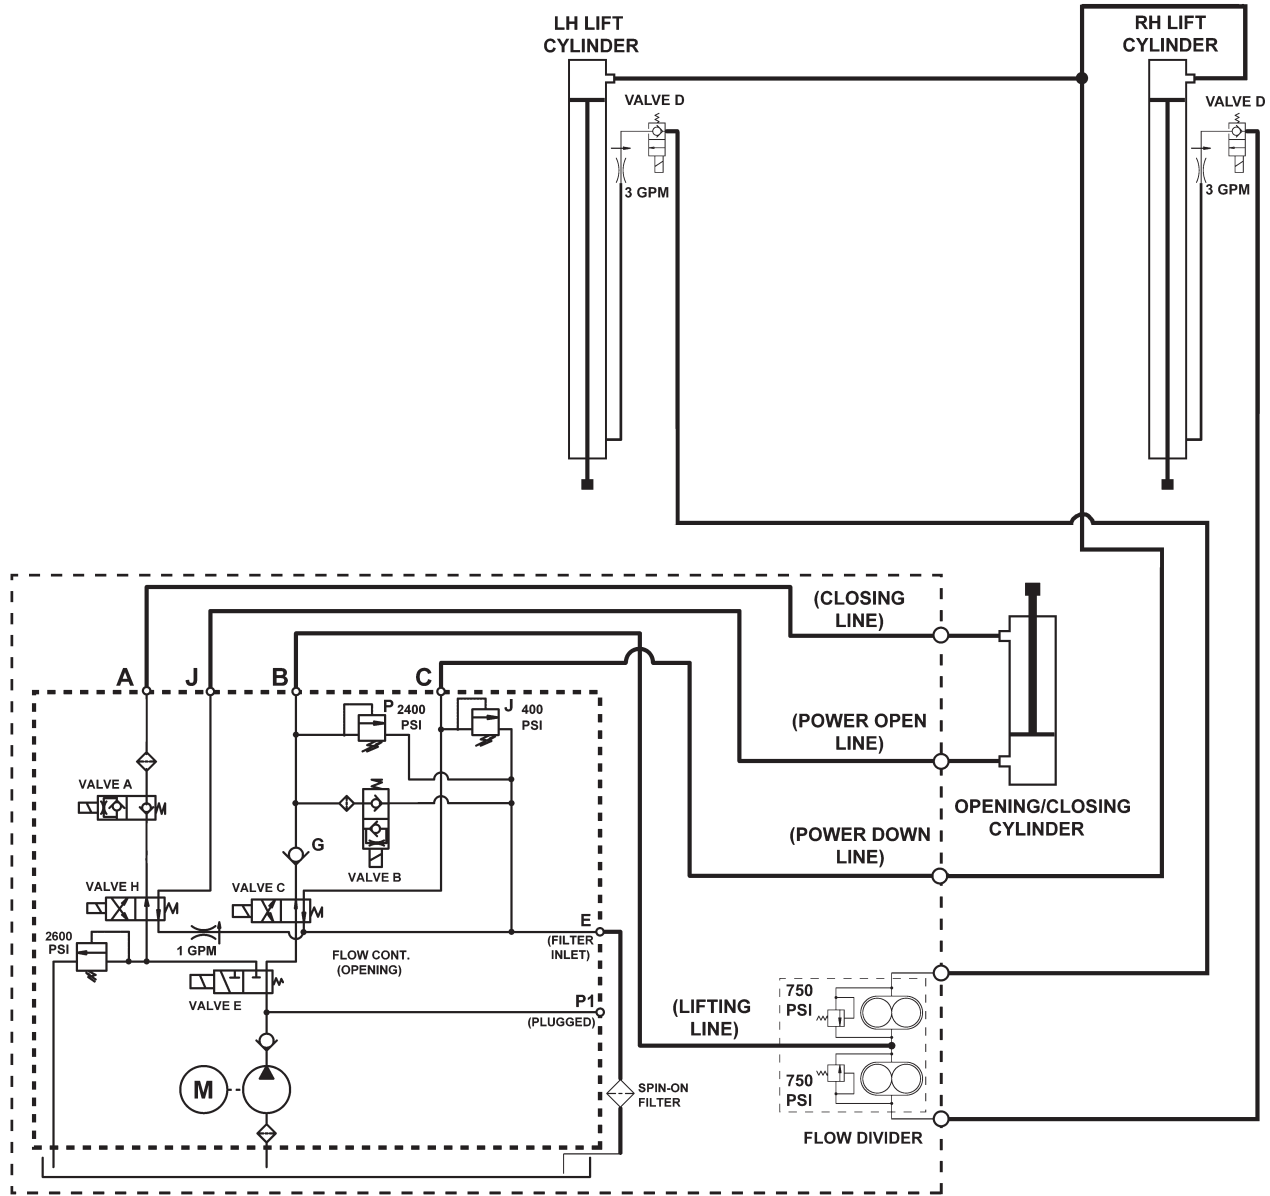 LH LIFT
CYLINDER
RH LIFT
CYLINDER
VALVE D
VALVE D
3 GPM
3 GPM
(CLOSING
LINE)
A
J
B
C
P
2400
PSI
J
400
PSI
(POWER OPEN
LINE)
VALVE A
OPENING/CLOSING
CYLINDER
(POWER DOWN
LINE)
G
VALVE B
VALVE H
VALVE C
2600
PSI
1 GPM
FLOW CONT.
(OPENING)
E
(FILTER
INLET)
VALVE E
P1
(PLUGGED)
(LIFTING
LINE)
750
PSI
750
PSI
M
SPIN-ON
FILTER
FLOW DIVIDER